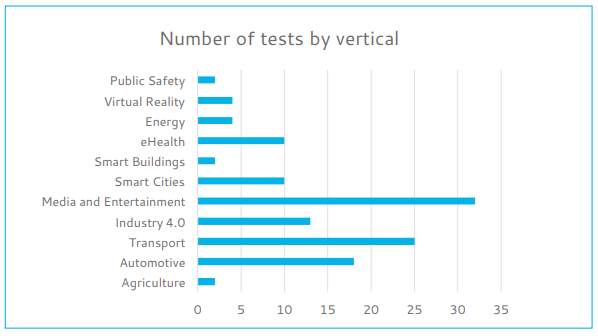 Number of tests by vertical
Public Safety
Virtual Reality
Energy
eHealth
Smart Buildings
Smart Cities
Media and Entertainment
Industry 4.0
Transport
Automotive
Agriculture
0 5 10 15 20 25 30 35